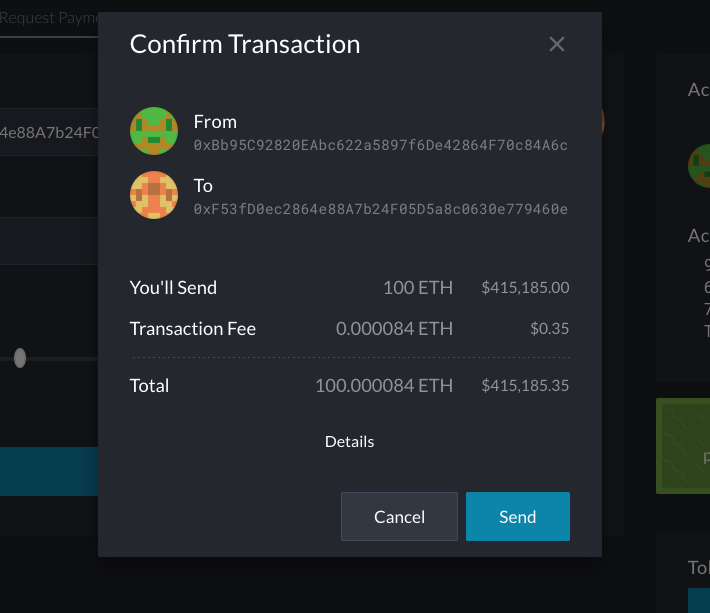 Request Payme
Confirm Transaction
Ac
From
0xBb95C92820EAbc622a5897f6De42864F70c84A6c
4e88A7b24F0
To
0xF53fD0ec2864e88A7b24F05D5a8c0630e779460e
Ac
9
6
7
T
You'll Send 100 ETH $415,185.00
Transaction Fee 0.000084 ETH $0.35
Total 100.000084 ETH $415,185.35
Details
p
Cancel Send
Tol